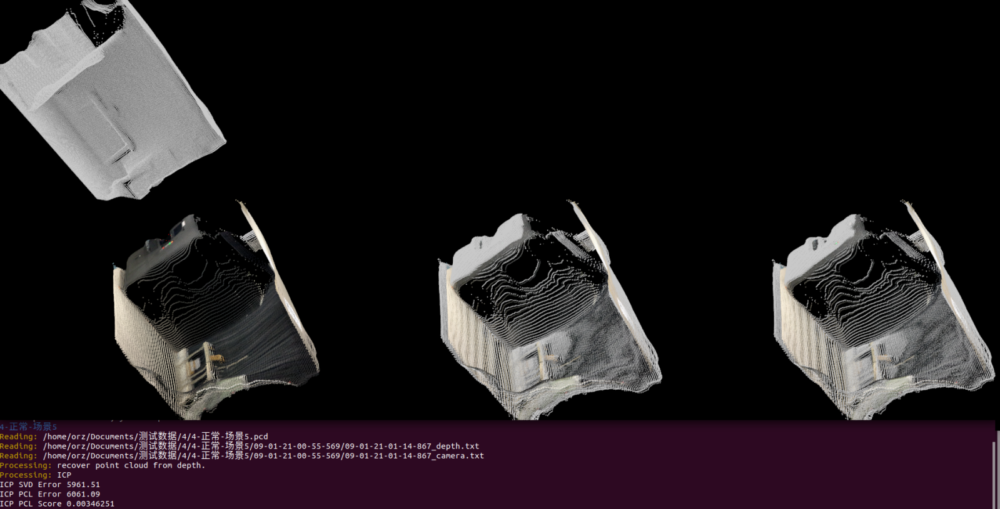 4-正常-场景5
Reading: /home/orz/Documents/测试数据/4/4-正常-场景5.pcd
Reading: /home/orz/Documents/测试数据/4/4-正常-场景5/09-01-21-00-55-569/09-01-21-01-14-867_depth.txt
Reading: /home/orz/Documents/测试数据/4/4-正常-场景5/09-01-21-00-55-569/09-01-21-01-14-867_camera.txt
Processing: recover point cloud from depth.
Processing: ICP
ICP SVD Error 5961.51
ICP PCL Error 6061.09
ICP PCL Score 0.00346251